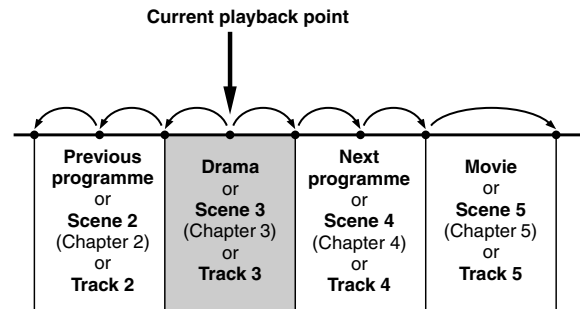 Current playback point
Previous
programme
or
Scene 2
(Chapter 2)
or
Track 2
Drama
or
Scene 3
(Chapter 3)
or
Track 3
Next
programme
or
Scene 4
(Chapter 4)
or
Track 4
Movie
or
Scene 5
(Chapter 5)
or
Track 5